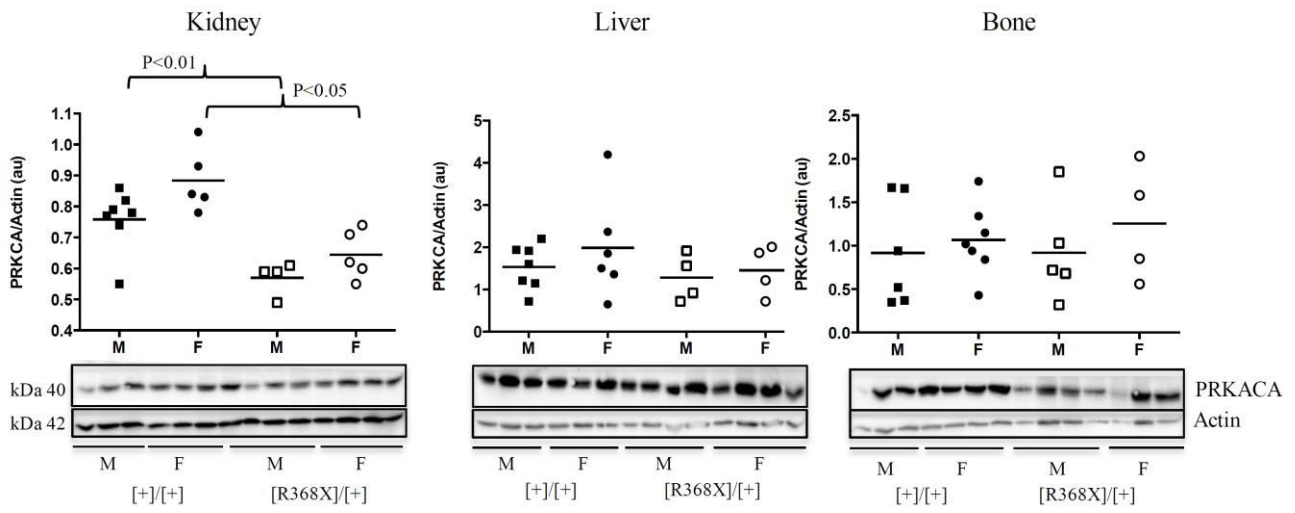 Kidney
P<0.01
P<0.05
PRKCA/Actin (au)
1.1
1.0
0.9
0.8
0.7
0.6
0.5
0.4
M F M F
Liver
PRKCA/Actin (au)
5
4
3
2
1
0
M F M F
Bone
PRKCA/Actin (au)
2.5
2.0
1.5
1.0
0.5
0.0
M F M F
kDa 40
PRKACA
kDa 42
Actin
M F M F
[+]/[+] [R368X]/[+]
M F M F
[+]/[+] [R368X]/[+]
M F M F
[+]/[+] [R368X]/[+]